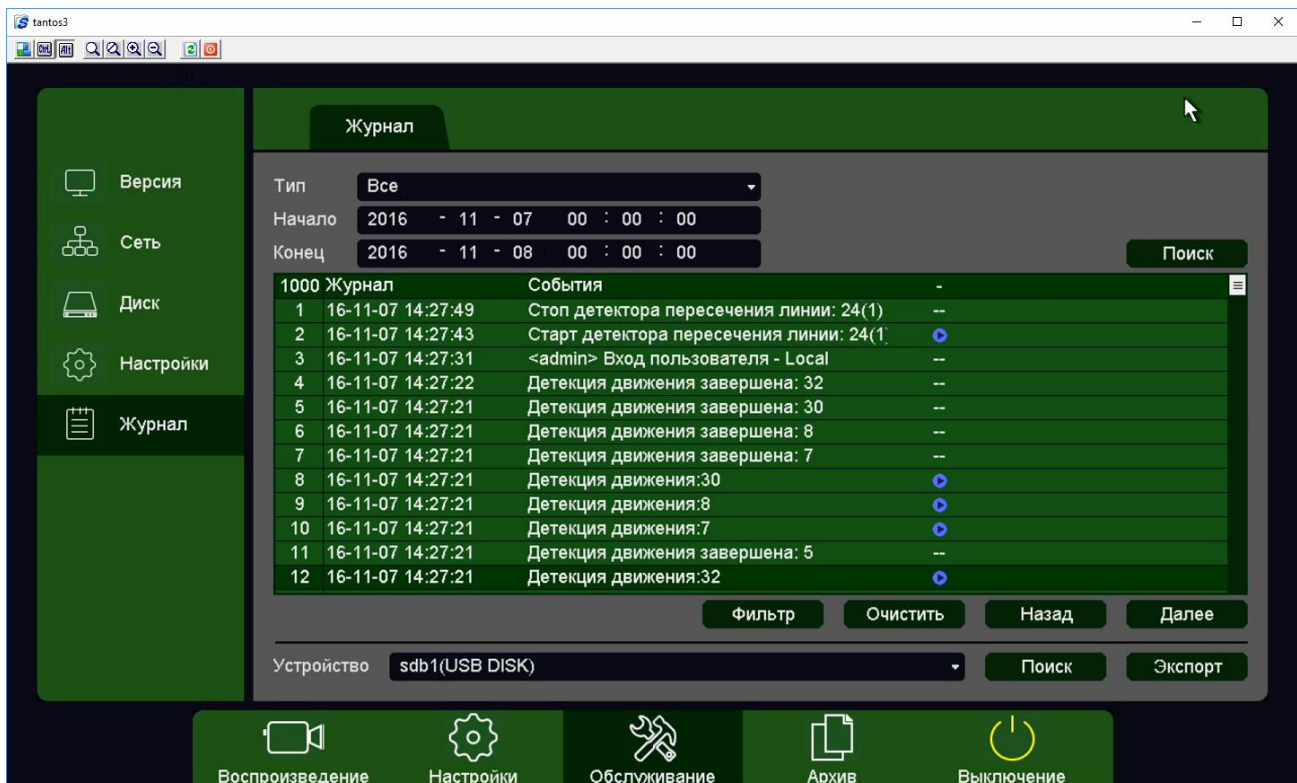 tantos3
Ctrl Alt
Журнал
Версия
Сеть
Диск
Настройки
Журнал
Тип Все
Начало 2016 - 11 - 07 00 : 00 : 00
Конец 2016 - 11 - 08 00 : 00 : 00 Поиск
1000 Журнал События -
1 16-11-07 14:27:49 Стоп детектора пересечения линии: 24(1) --
2 16-11-07 14:27:43 Старт детектора пересечения линии: 24(1
3 16-11-07 14:27:31 <admin> Вход пользователя - Local --
4 16-11-07 14:27:22 Детекция движения завершена: 32 --
5 16-11-07 14:27:21 Детекция движения завершена: 30 --
6 16-11-07 14:27:21 Детекция движения завершена: 8 --
7 16-11-07 14:27:21 Детекция движения завершена: 7 --
8 16-11-07 14:27:21 Детекция движения:30
9 16-11-07 14:27:21 Детекция движения:8
10 16-11-07 14:27:21 Детекция движения:7
11 16-11-07 14:27:21 Детекция движения завершена: 5 --
12 16-11-07 14:27:21 Детекция движения:32
Фильтр Очистить Назад Далее
Устройство sdb1(USB DISK) Поиск Экспорт
Воспроизведение Настройки Обслуживание Архив Выключение